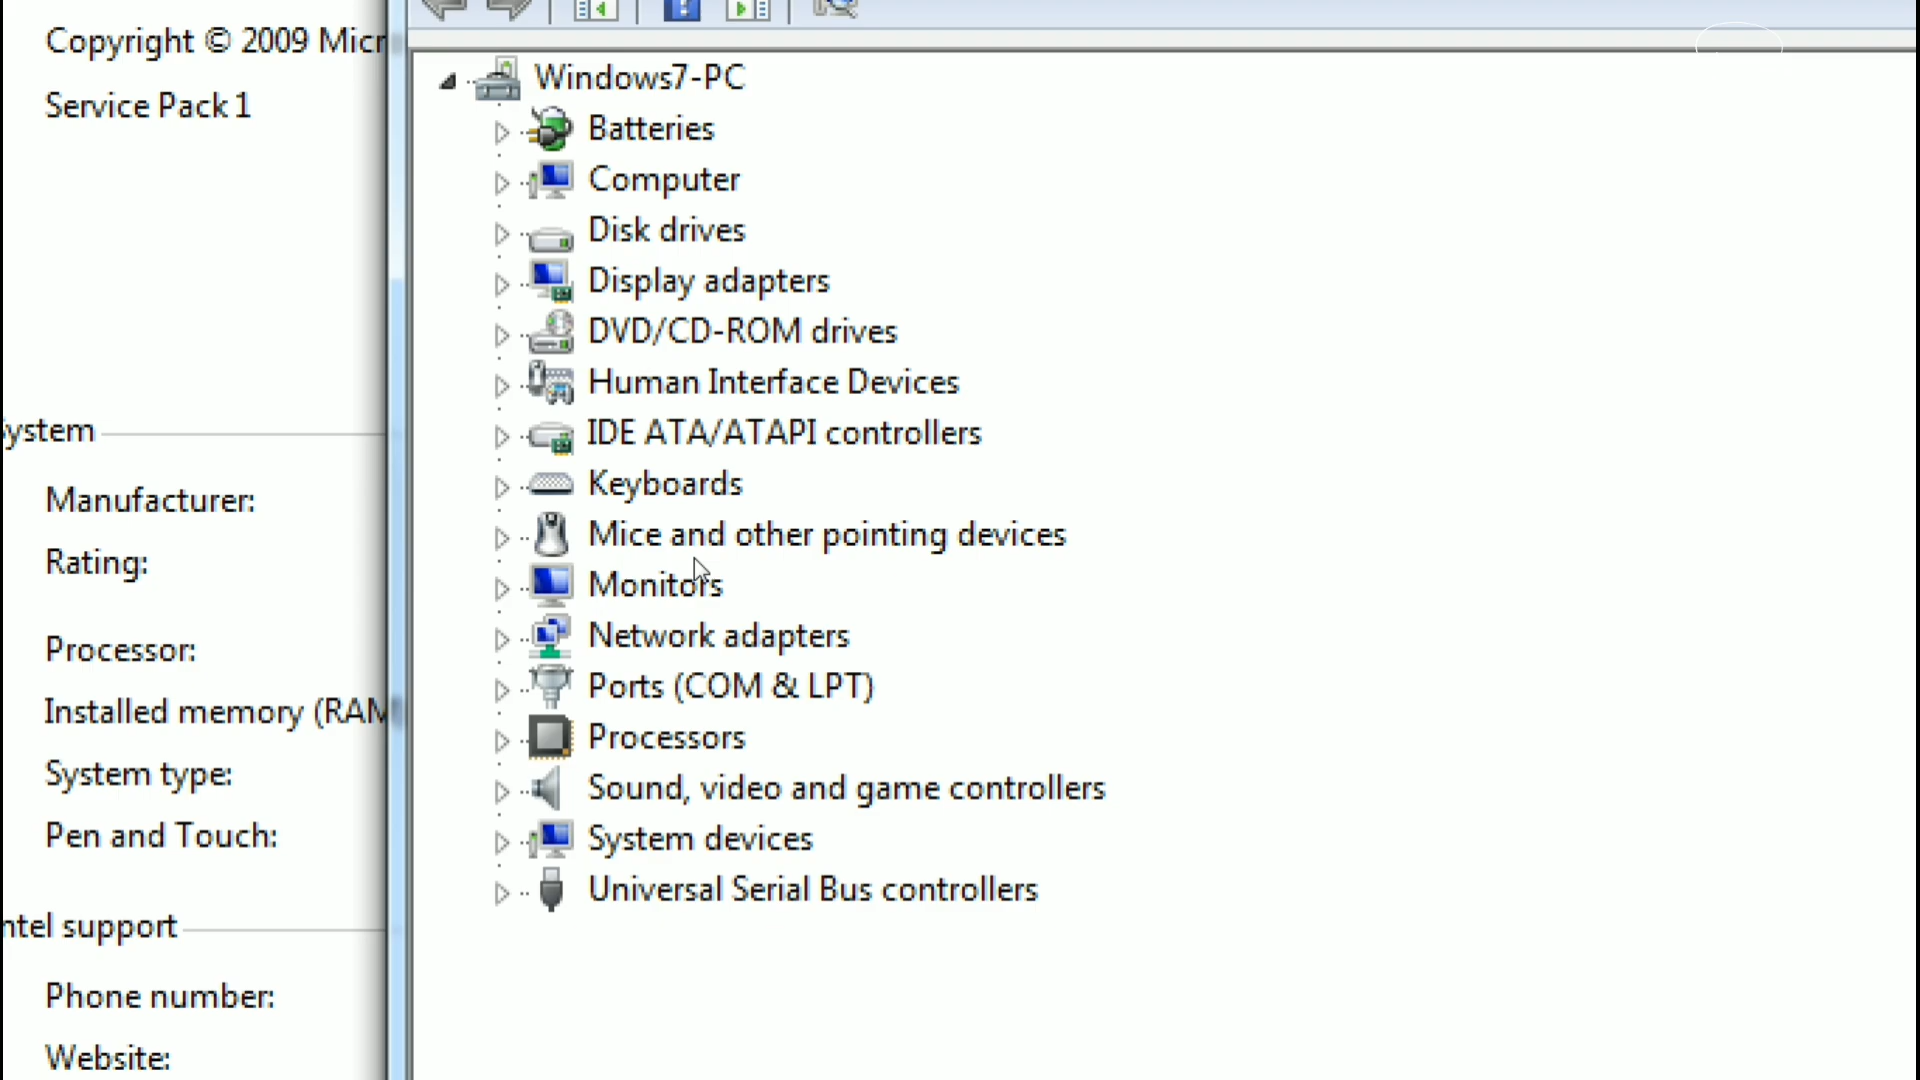 Copyright © 2009 Micr
Service Pack 1
ystem
Manufacturer:
Rating:
Processor:
Installed memory (RAM
System type:
Pen and Touch:
ntel support
Phone number:
Website:
Windows7-PC
Batteries
Computer
Disk drives
Display adapters
DVD/CD-ROM drives
Human Interface Devices
IDE ATA/ATAPI controllers
Keyboards
Mice and other pointing devices
Monitors
Network adapters
Ports (COM & LPT)
Processors
Sound, video and game controllers
System devices
Universal Serial Bus controllers